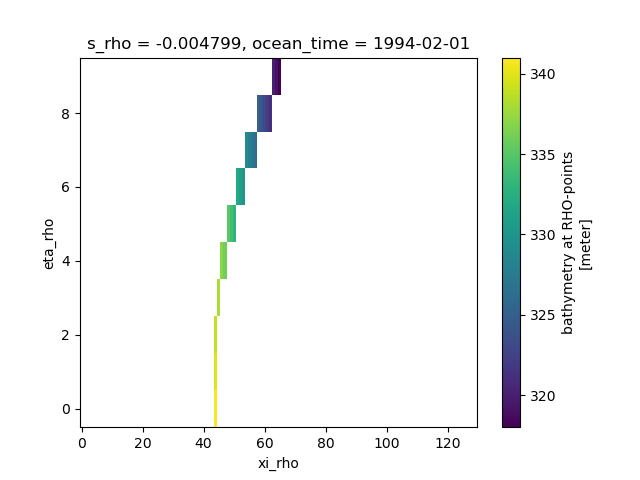 s_rho = -0.004799, ocean_time = 1994-02-01
8
6
4
2
0
eta_rho
0 20 40 60 80 100 120
xi_rho
340
335
330
325
320
bathymetry at RHO-points
[meter]